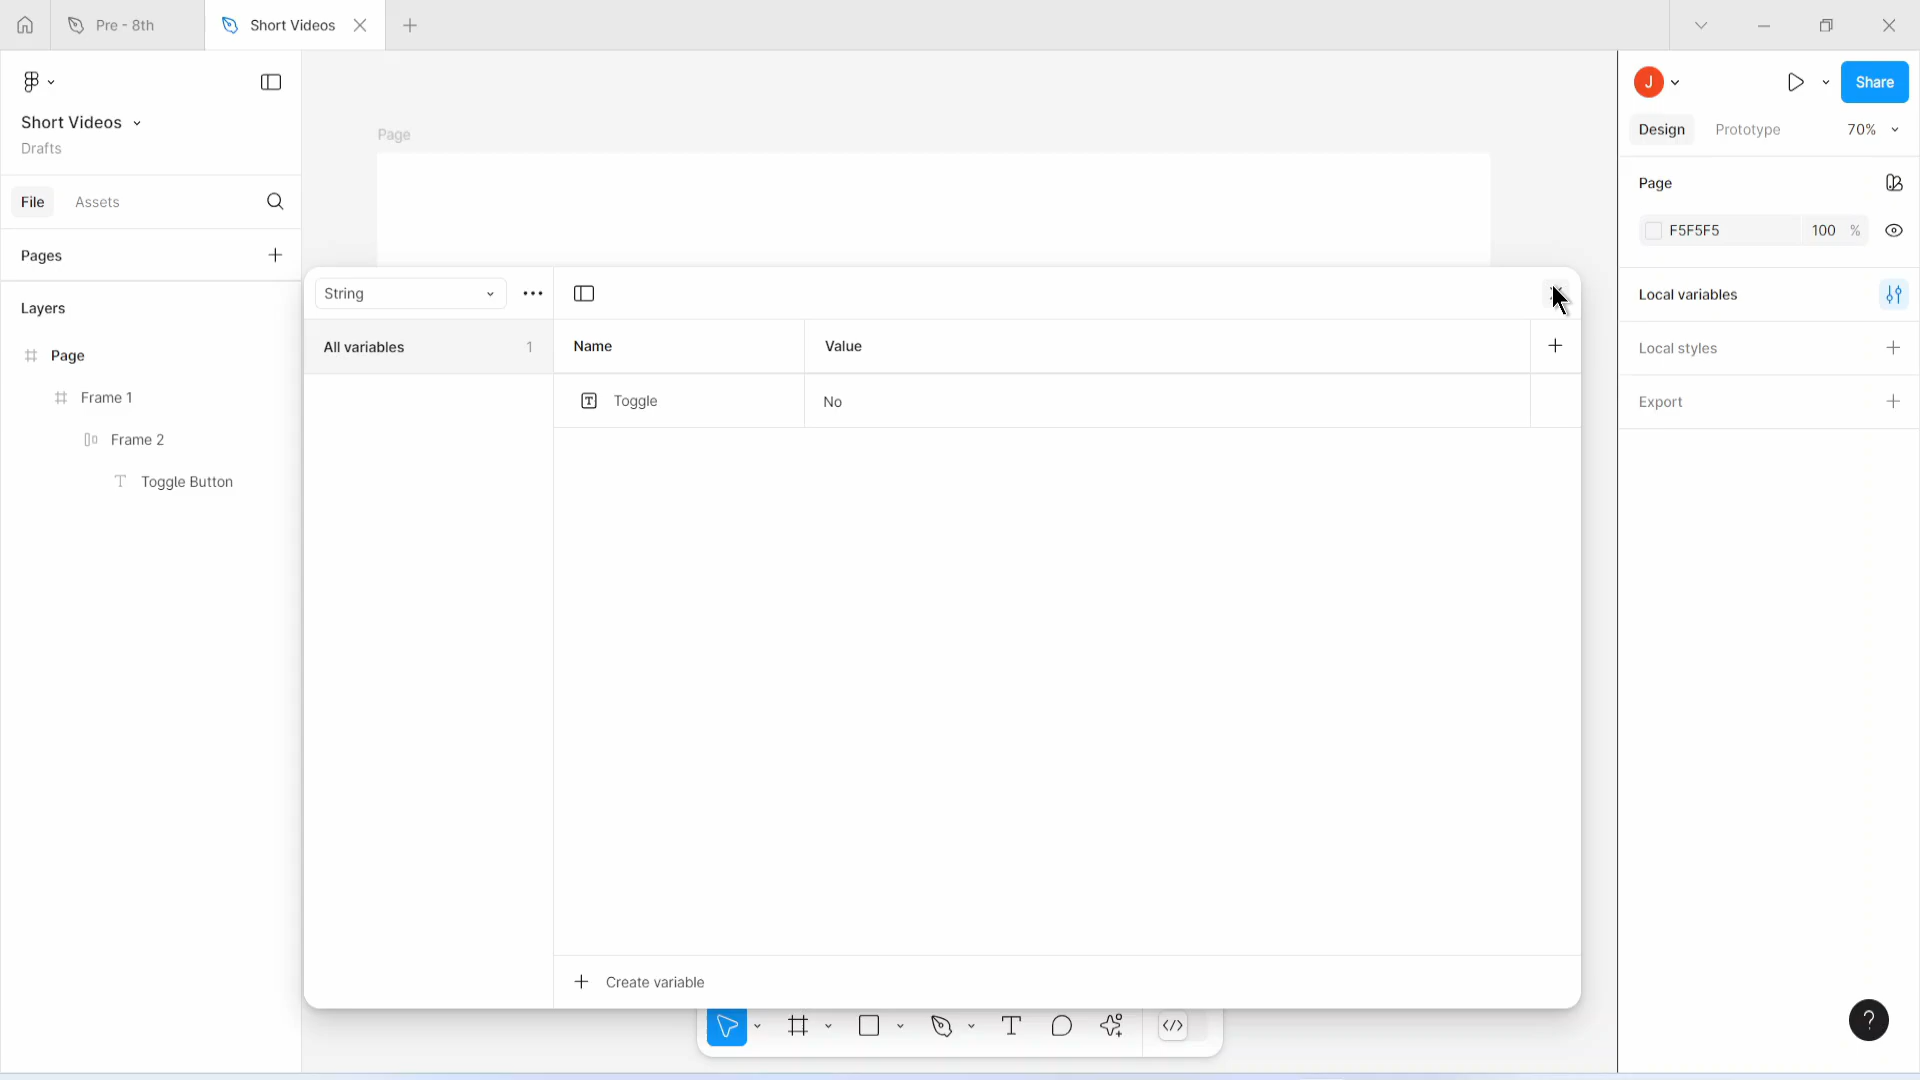 Pre - 8th
Short Videos
Short Videos
Drafts
File
Assets
Pages
Layers
Page
Frame 1
Frame 2
Toggle Button
Page
String
All variables
1
Name
Value
Toggle
No
Create variable
J
Share
Design
Prototype
70%
Page
F5F5F5
100
%
Local variables
Local styles
Export
?